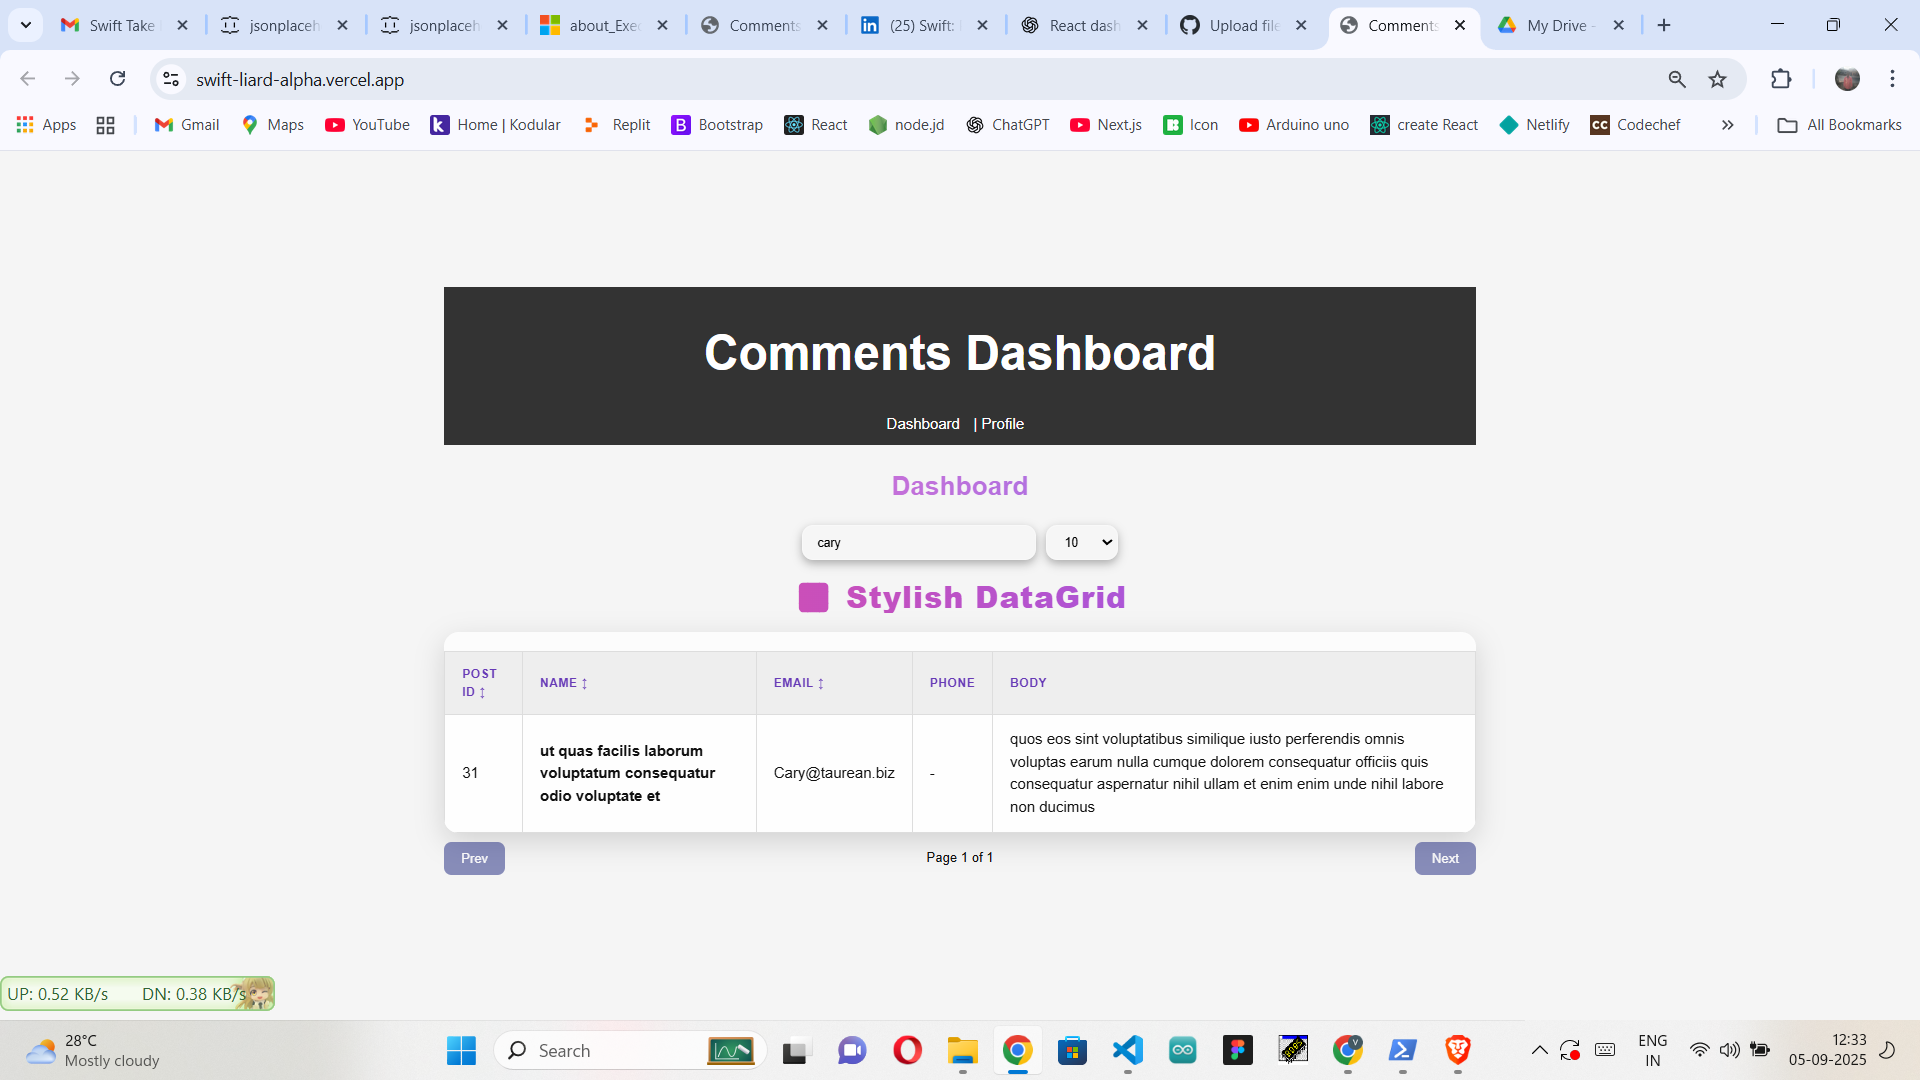 Swift Take
jsonplaceh
jsonplaceh
about_Exec
Comments
(25) Swift:
React dash
Upload file
Comments
My Drive -
swift-liard-alpha.vercel.app
Apps
Gmail
Maps
YouTube
Home | Kodular
Replit
Bootstrap
React
node.jd
ChatGPT
Next.js
Icon
Arduino uno
create React
Netlify
Codechef
All Bookmarks
Comments Dashboard
Dashboard | Profile
Dashboard
cary
10
Stylish DataGrid
POST
ID ↕
NAME ↕
EMAIL ↕
PHONE
BODY
31
ut quas facilis laborum
voluptatum consequatur
odio voluptate et
Cary@taurean.biz
-
quos eos sint voluptatibus similique iusto perferendis omnis
voluptas earum nulla cumque dolorem consequatur officiis quis
consequatur aspernatur nihil ullam et enim enim unde nihil labore
non ducimus
Prev
Page 1 of 1
Next
UP: 0.52 KB/s DN: 0.38 KB/s
28°C
Mostly cloudy
Search
ENG
IN
12:33
05-09-2025